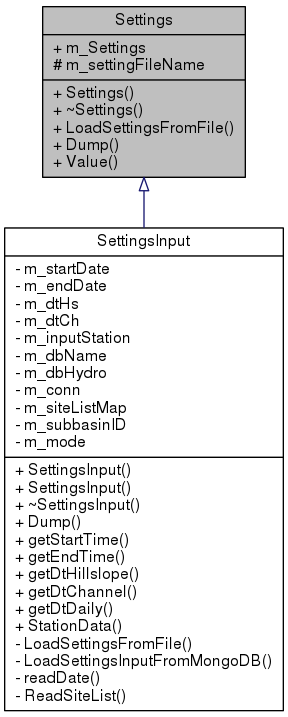 Settings
+ m_Settings
# m_settingFileName
+ Settings()
+ ~Settings()
+ LoadSettingsFromFile()
+ Dump()
+ Value()
SettingsInput
- m_startDate
- m_endDate
- m_dtHs
- m_dtCh
- m_inputStation
- m_dbName
- m_dbHydro
- m_conn
- m_siteListMap
- m_subbasinID
- m_mode
+ SettingsInput()
+ SettingsInput()
+ ~SettingsInput()
+ Dump()
+ getStartTime()
+ getEndTime()
+ getDtHillslope()
+ getDtChannel()
+ getDtDaily()
+ StationData()
- LoadSettingsFromFile()
- LoadSettingsInputFromMongoDB()
- readDate()
- ReadSiteList()